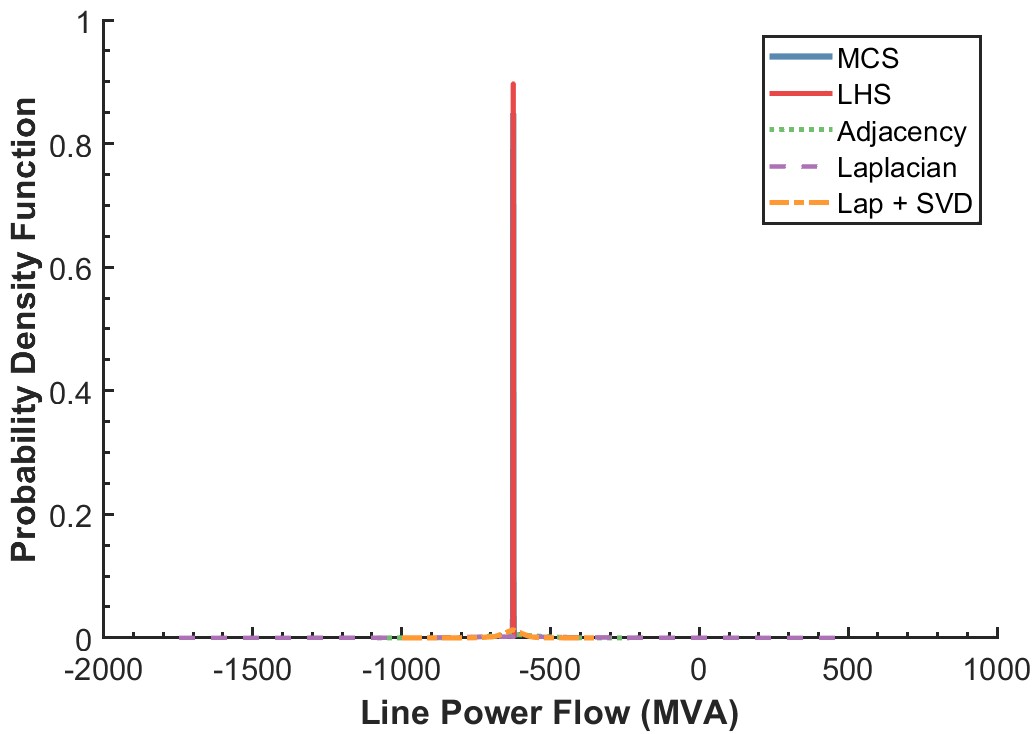 1
0.8
0.6
0.4
0.2
0
Probability Density Function
-2000 -1500 -1000 -500 0 500 1000
Line Power Flow (MVA)
MCS
LHS
Adjacency
Laplacian
Lap + SVD